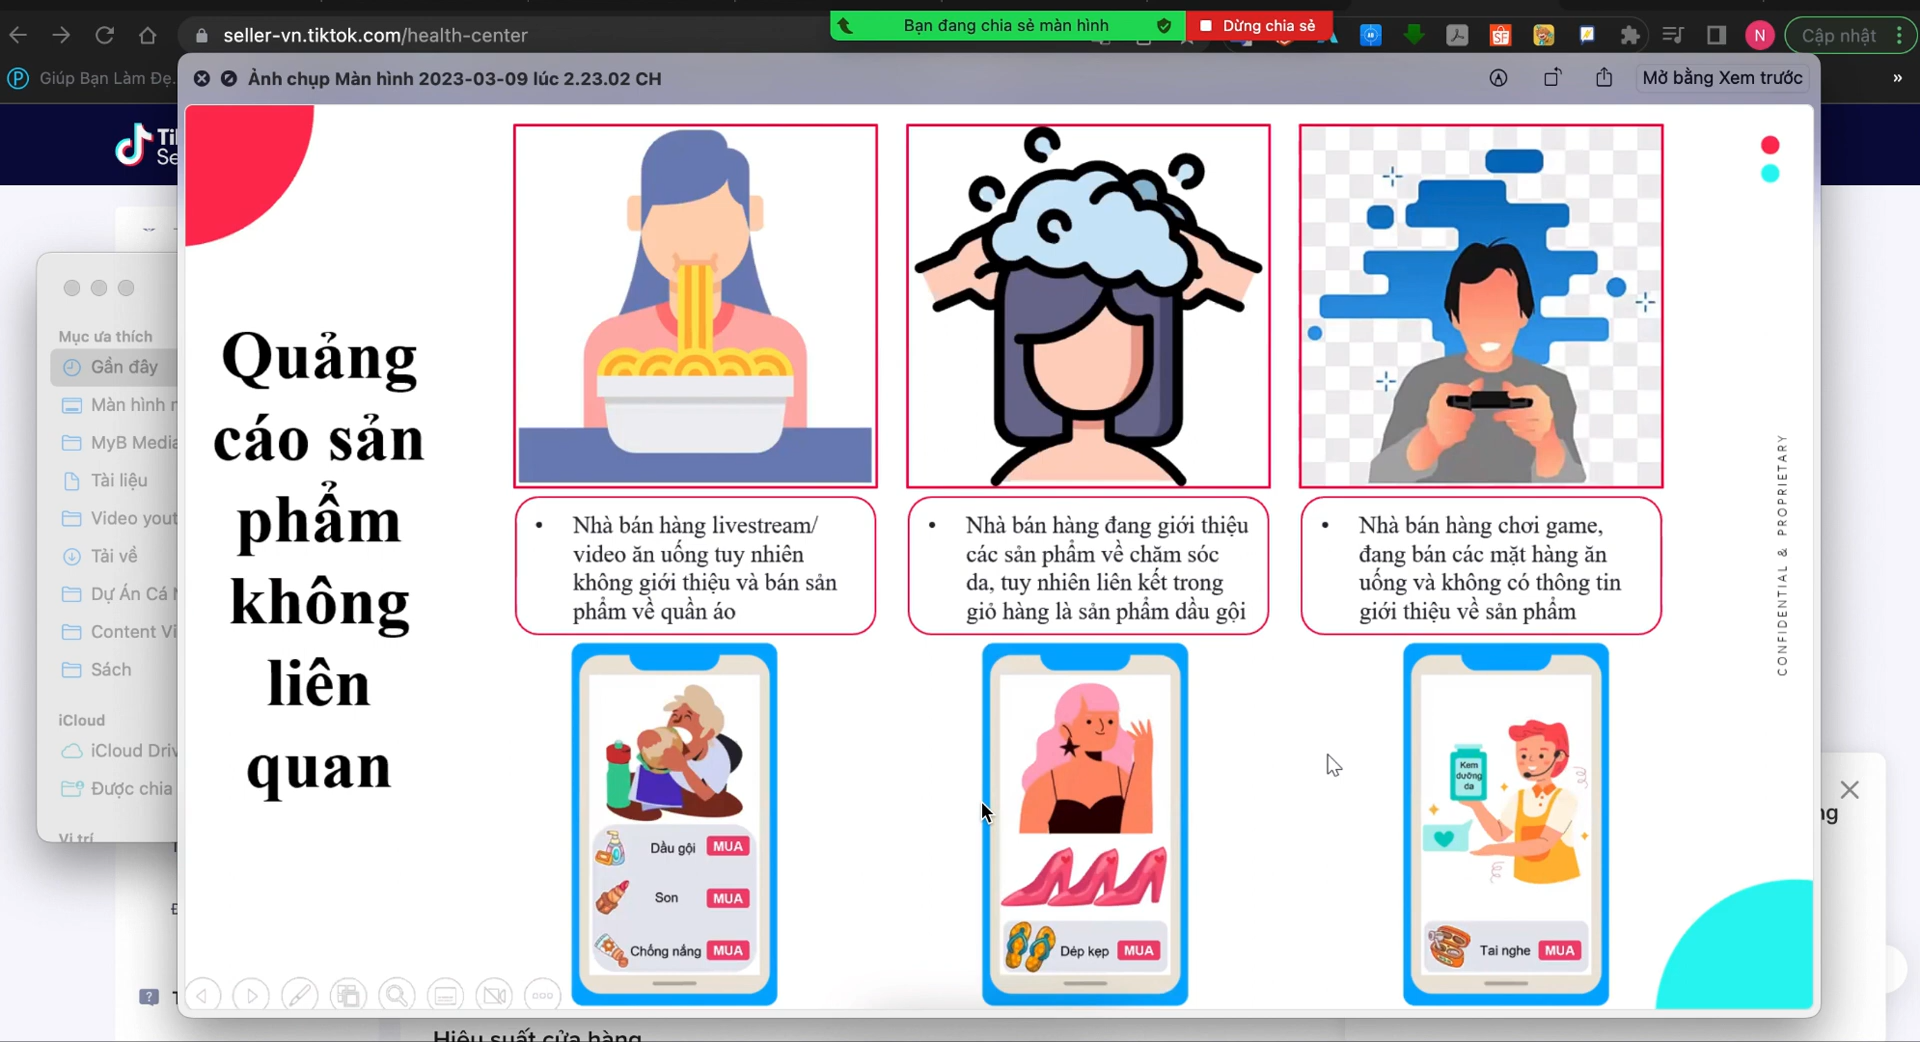 seller-vn.tiktok.com/health-center
Bạn đang chia sẻ màn hình
Dừng chia sẻ
SF
N
Cập nhật
Giúp Bạn Làm Đẹ...
Ảnh chụp Màn hình 2023-03-09 lúc 2.23.02 CH
Mở bằng Xem trước
»
Mục ưa thích
Gần đây
Màn hình
MyB Media
Tài liệu
Video
Tải về
Dự Án Cá
Content
Sách
iCloud
iCloud
Được chia
Vị trí
Quảng
cáo sản
phẩm
không
liên
quan
• Nhà bán hàng livestream/
video ăn uống tuy nhiên
không giới thiệu và bán sản
phẩm về quần áo
• Nhà bán hàng đang giới thiệu
các sản phẩm về chăm sóc
da, tuy nhiên liên kết trong
giỏ hàng là sản phẩm dầu gội
• Nhà bán hàng chơi game,
đang bán các mặt hàng ăn
uống và không có thông tin
giới thiệu về sản phẩm
Dầu gội MUA
Son MUA
Chống nắng MUA
Dép kẹp MUA
Kem
dưỡng
da
Tai nghe MUA
CONFIDENTIAL & PROPRIETARY
Hiệu suất cửa hàng